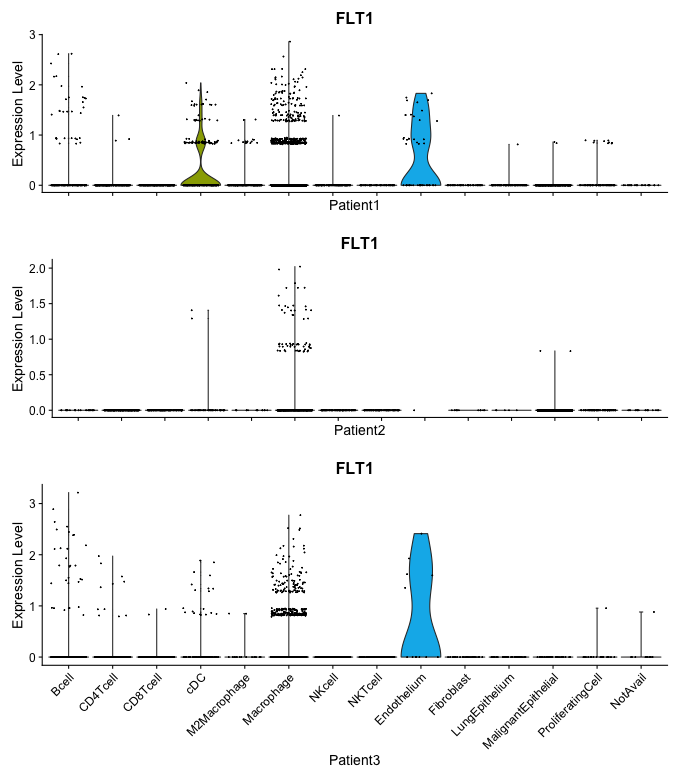 FLT1
Expression Level
3
2
1
0
Patient1
FLT1
Expression Level
2.0
1.5
1.0
0.5
0.0
Patient2
FLT1
Expression Level
3
2
1
0
Bcell
CD4Tcell
CD8Tcell
cDC
M2Macrophage
Macrophage
NKcell
NKTcell
Endothelium
Fibroblast
LungEpithelium
MalignantEpithelial
ProliferatingCell
NotAvail
Patient3